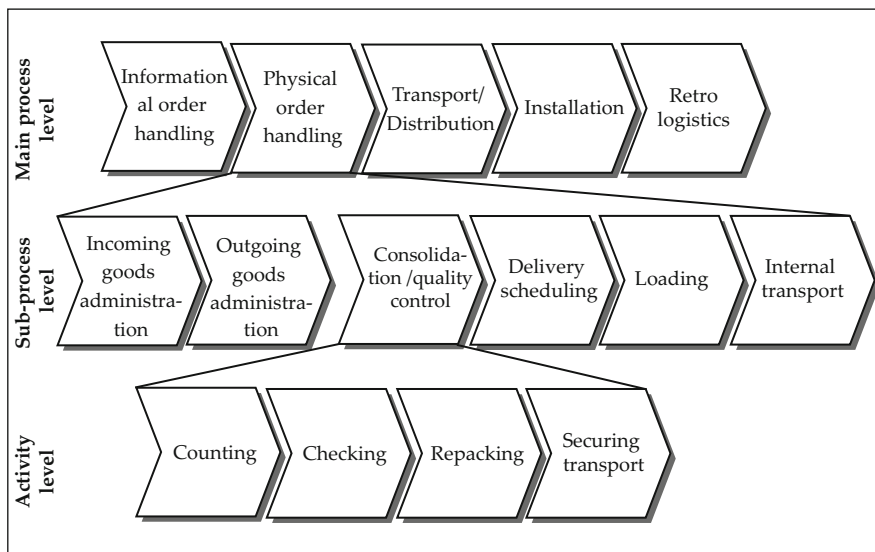 Main process
level
Information
al order
handling
Physical
order
handling
Transport/
Distribution
Installation
Retro
logistics
Sub-process
level
Incoming
goods
administra-
tion
Outgoing
goods
administra-
tion
Consolida-
tion /quality
control
Delivery
scheduling
Loading
Internal
transport
Activity
level
Counting
Checking
Repacking
Securing
transport